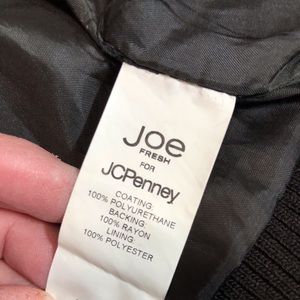 JOE
FRESH
FOR
JCPenney
COATING:
100% POLYURETHANE
BACKING:
100% RAYON
LINING:
100% POLYESTER